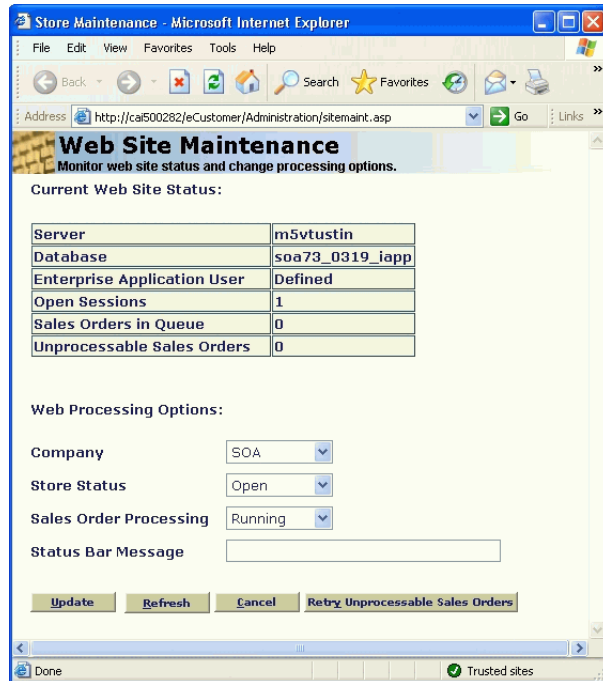 Store Maintenance - Microsoft Internet Explorer
File Edit View Favorites Tools Help
Back Search Favorites »
Address http://cai500282/eCustomer/Administration/sitemaint.asp Go Links »
Web Site Maintenance
Monitor web site status and change processing options.
Current Web Site Status:
Server m5vtustin
Database soa73_0319_iapp
Enterprise Application User Defined
Open Sessions 1
Sales Orders in Queue 0
Unprocessable Sales Orders 0
Web Processing Options:
Company SOA
Store Status Open
Sales Order Processing Running
Status Bar Message
Update Refresh Cancel Retry Unprocessable Sales Orders
Done Trusted sites